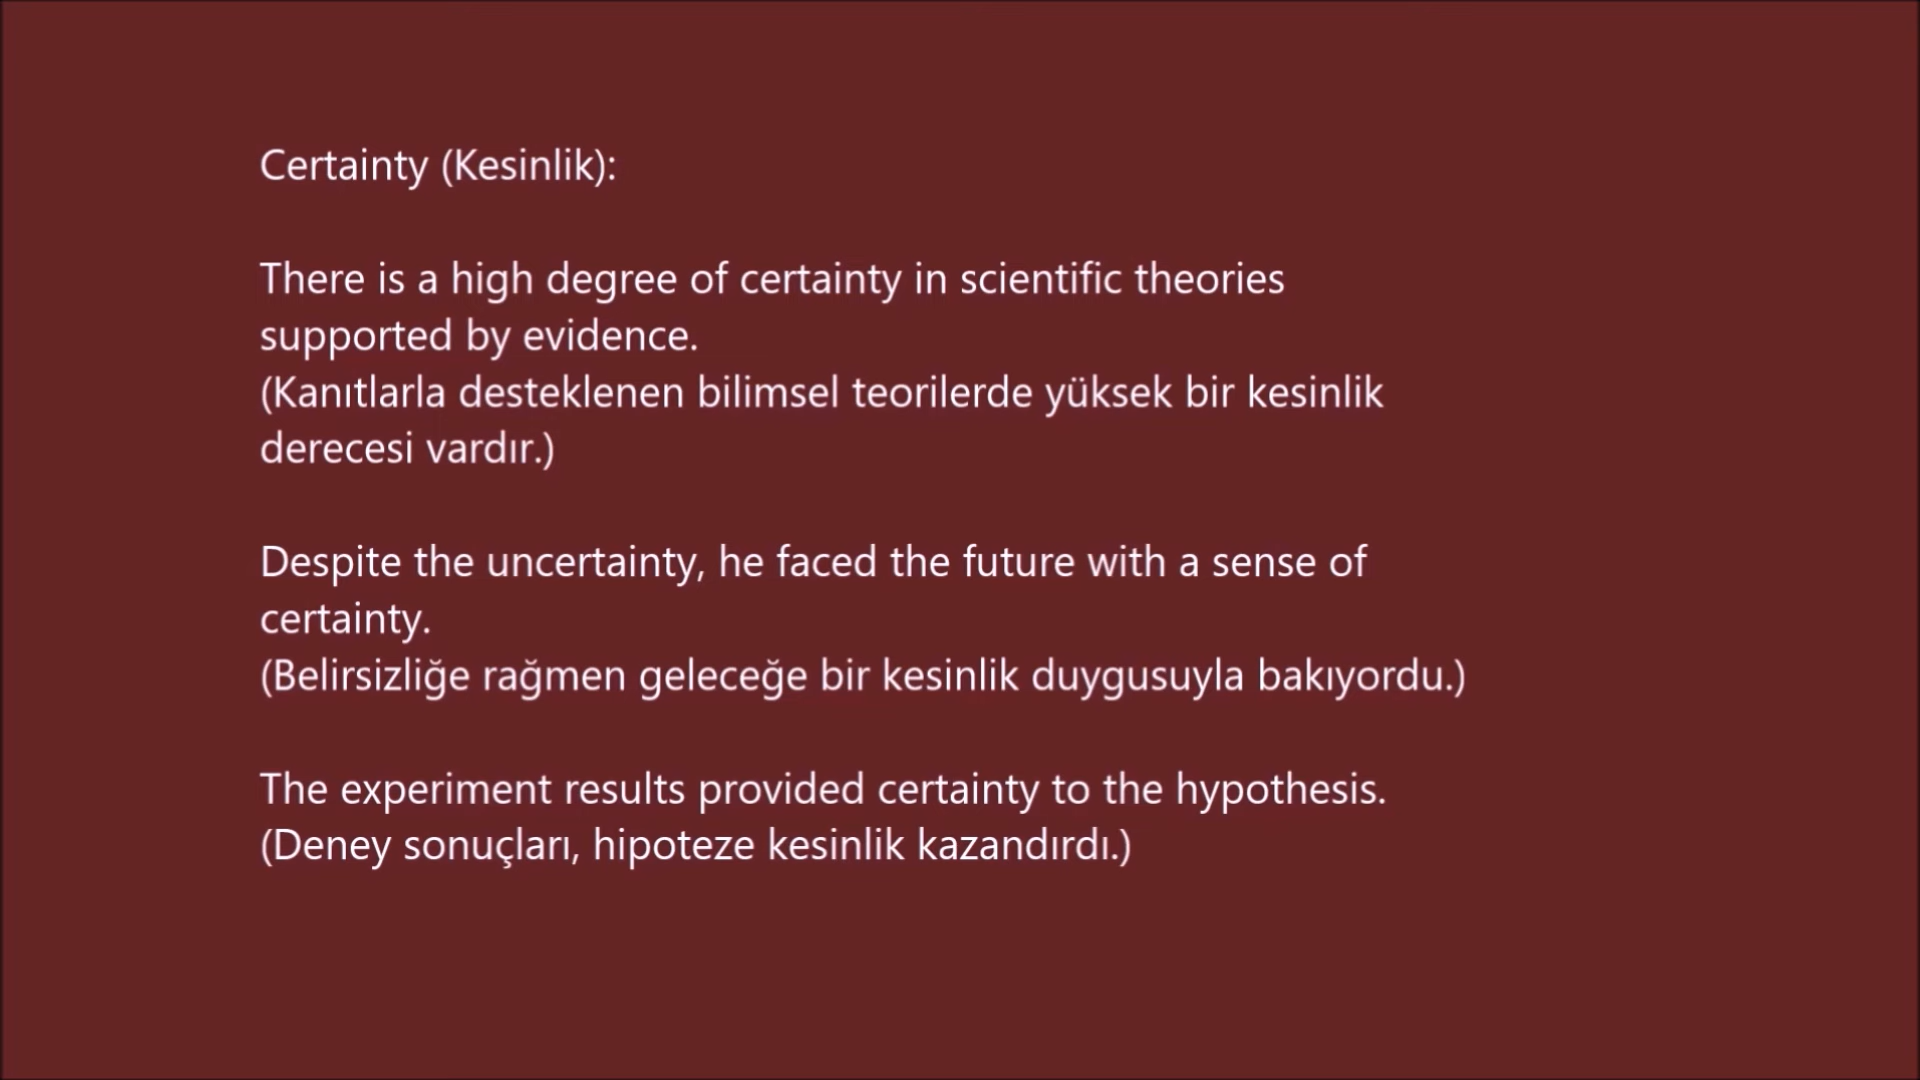 Certainty (Kesinlik):
There is a high degree of certainty in scientific theories
supported by evidence.
(Kanıtlarla desteklenen bilimsel teorilerde yüksek bir kesinlik
derecesi vardır.)
Despite the uncertainty, he faced the future with a sense of
certainty.
(Belirsizliğe rağmen geleceğe bir kesinlik duygusuyla bakıyordu.)
The experiment results provided certainty to the hypothesis.
(Deney sonuçları, hipoteze kesinlik kazandırdı.)